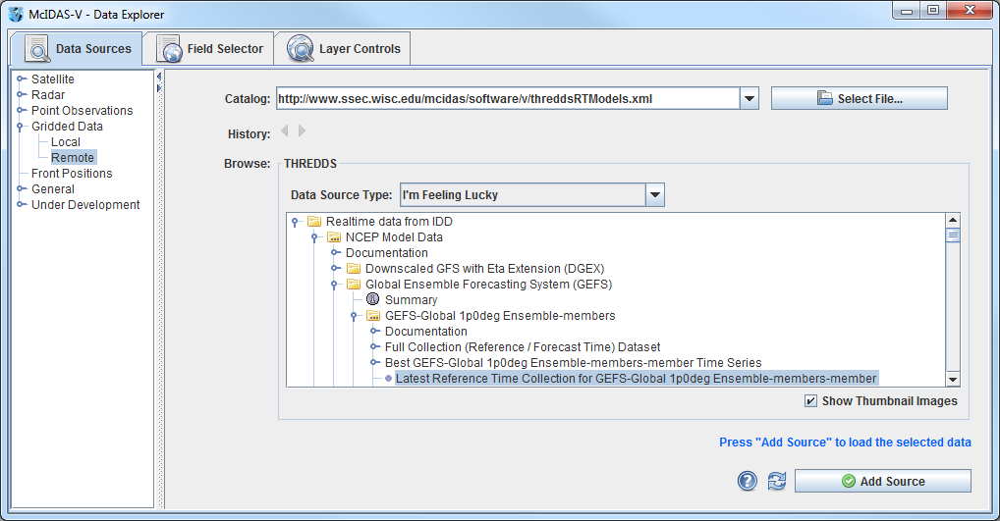 McIDAS-V - Data Explorer
Data Sources
Field Selector
Layer Controls
Satellite
Radar
Point Observations
Gridded Data
Local
Remote
Front Positions
General
Under Development
Catalog: http://www.ssec.wisc.edu/mcidas/software/v/threddsRTModels.xml Select File...
History:
Browse: THREDDS
Data Source Type: I'm Feeling Lucky
Realtime data from IDD
NCEP Model Data
Documentation
Downscaled GFS with Eta Extension (DGEX)
Global Ensemble Forecasting System (GEFS)
Summary
GEFS-Global 1p0deg Ensemble-members
Documentation
Full Collection (Reference / Forecast Time) Dataset
Best GEFS-Global 1p0deg Ensemble-members-member Time Series
Latest Reference Time Collection for GEFS-Global 1p0deg Ensemble-members-member
Show Thumbnail Images
Press "Add Source" to load the selected data
? Add Source